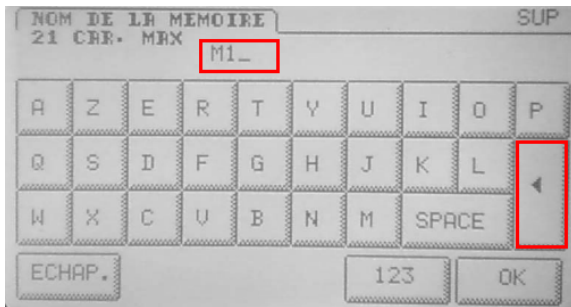 NOM DE LA MEMOIRE
SUP
21 CAR. MAX
M1_
A Z E R T Y U I O P
Q S D F G H J K L
W X C V B N M SPACE
ECHAP. 123 OK